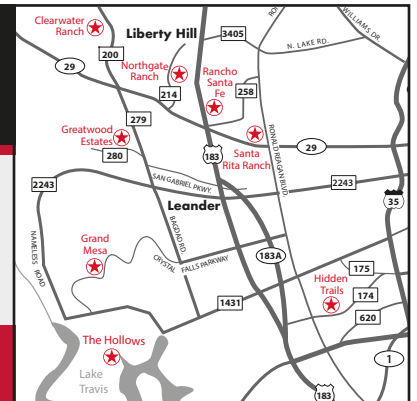 Clearwater
Ranch
Liberty Hill
3405
WILLIAMS DR.
N. LAKE RD.
200
29
Northgate
Ranch
214
Rancho
Santa
Fe
258
279
Greatwood
Estates
280
183
Santa
Rita Ranch
RONALD REAGAN BLVD.
29
2243
SAN GABRIEL PKWY.
2243
35
Leander
NAMELESS ROAD
BAGDAD RD.
Grand
Mesa
CRYSTAL FALLS PARKWAY
183A
175
Hidden
Trails
174
1431
620
The Hollows
Lake
Travis
1
183